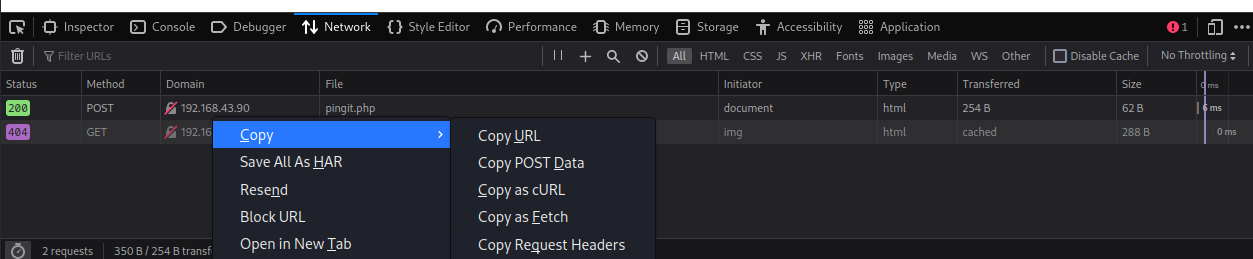 Inspector Console Debugger Network Style Editor Performance Memory Storage Accessibility Application 1
Filter URLs All HTML CSS JS XHR Fonts Images Media WS Other Disable Cache No Throttling
Status Method Domain File Initiator Type Transferred Size 0 ms
200 POST 192.168.43.90 pingit.php document html 254 B 62 B 6 ms
404 GET 192.16 img html cached 288 B 0 ms
Copy
Save All As HAR
Resend
Block URL
Open in New Tab
Copy URL
Copy POST Data
Copy as cURL
Copy as Fetch
Copy Request Headers
2 requests 350 B / 254 B transf